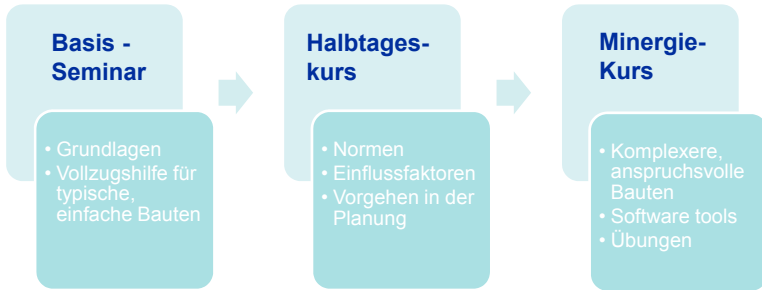 Basis -
Seminar
• Grundlagen
• Vollzugshilfe für
typische,
einfache Bauten
Halbtages-
kurs
• Normen
• Einflussfaktoren
• Vorgehen in der
Planung
Minergie-
Kurs
• Komplexere,
anspruchsvolle
Bauten
• Software tools
• Übungen